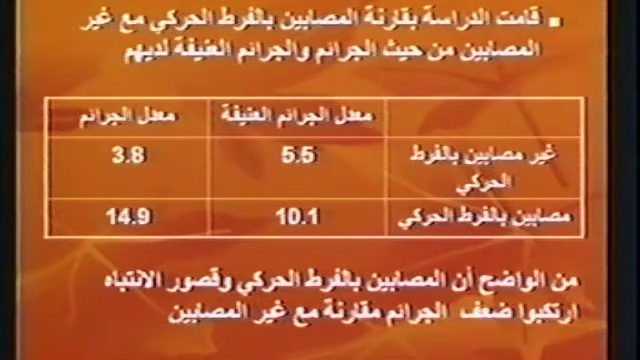 ▪ قامت الدراسة بقارنة المصابين بالفرط الحركي مع غير
المصابين من حيث الجرائم والجرائم العنيفة لديهم
معدل الجرائم العنيفة معدل الجرائم
غير مصابين بالفرط 5.5 3.8
الحركي
مصابين بالفرط الحركي 10.1 14.9
من الواضح أن المصابين بالفرط الحركي وقصور الانتباه
ارتكبوا ضعف الجرائم مقارنة مع غير المصابين